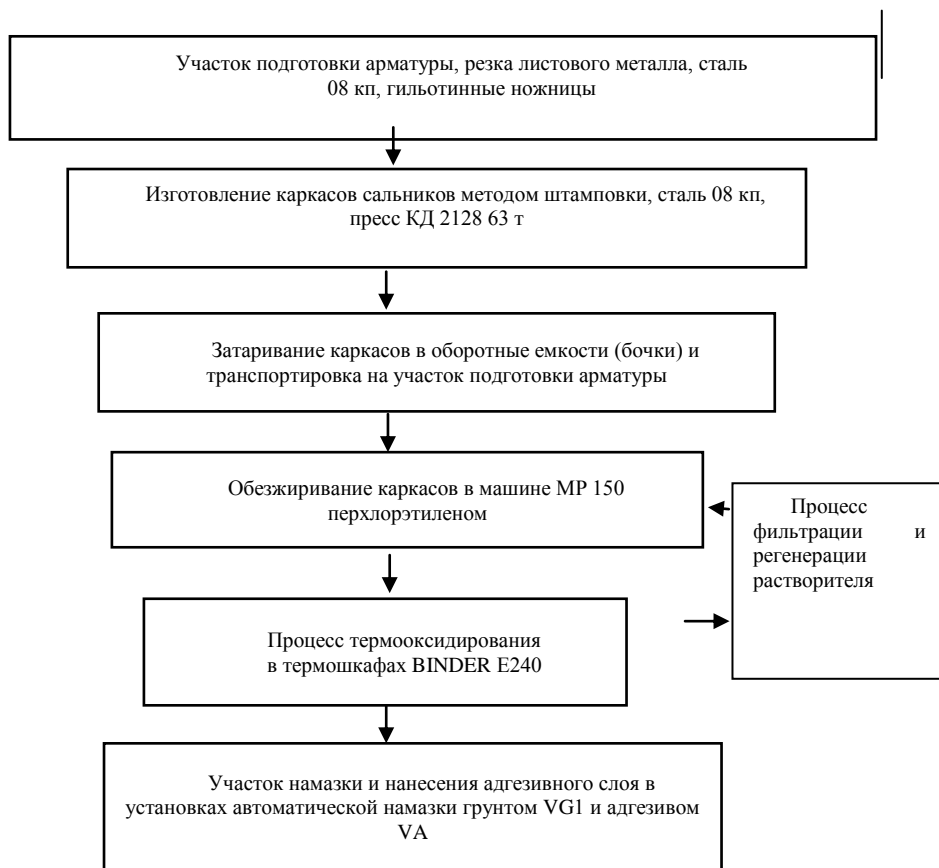 Участок подготовки арматуры, резка листового металла, сталь
08 кп, гильотинные ножницы
Изготовление каркасов сальников методом штамповки, сталь 08 кп,
пресс КД 2128 63 т
Затаривание каркасов в оборотные емкости (бочки) и
транспортировка на участок подготовки арматуры
Обезжиривание каркасов в машине МР 150
перхлорэтиленом
Процесс
фильтрации и
регенерации
растворителя
Процесс термооксидирования
в термошкафах BINDER E240
Участок намазки и нанесения адгезивного слоя в
установках автоматической намазки грунтом VG1 и адгезивом
VA